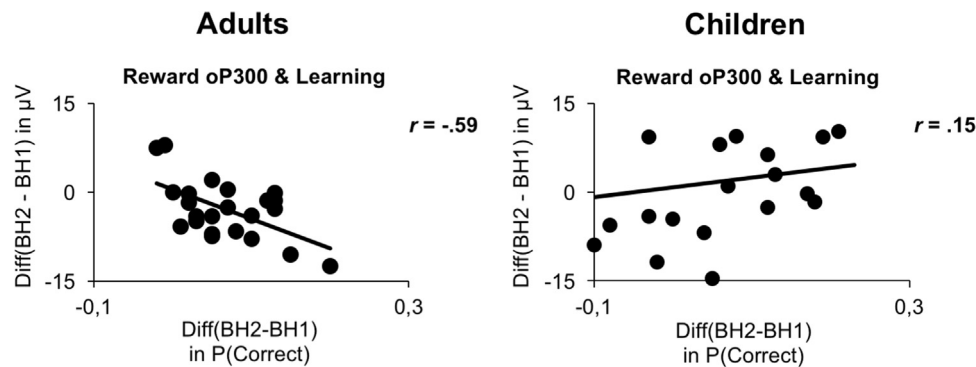 Adults
Reward oP300 & Learning
r = -.59
Diff(BH2 - BH1) in µV
15
0
-15
-0,1
0,3
Diff(BH2-BH1)
in P(Correct)
Children
Reward oP300 & Learning
r = .15
Diff(BH2 - BH1) in µV
15
0
-15
-0,1
0,3
Diff(BH2-BH1)
in P(Correct)